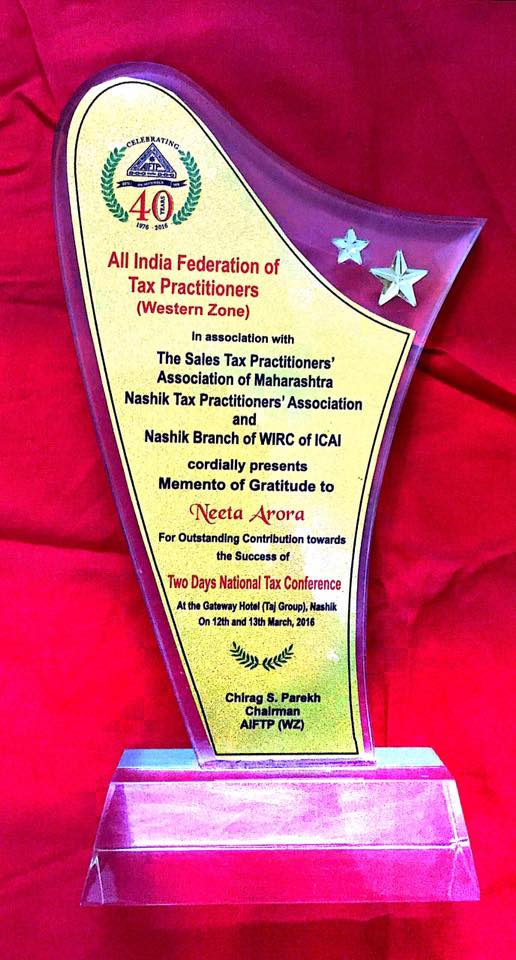 CELEBRATING
AIFTP
40 YEARS
1976 - 2016
All India Federation of
Tax Practitioners
(Western Zone)
in association with
The Sales Tax Practitioners'
Association of Maharashtra
Nashik Tax Practitioners' Association
and
Nashik Branch of WIRC of ICAI
cordially presents
Memento of Gratitude to
Neeta Arora
For Outstanding Contribution towards
the Success of
Two Days National Tax Conference
At the Gateway Hotel (Taj Group), Nashik
On 12th and 13th March, 2016
Chirag S. Parekh
Chairman
AIFTP (WZ)